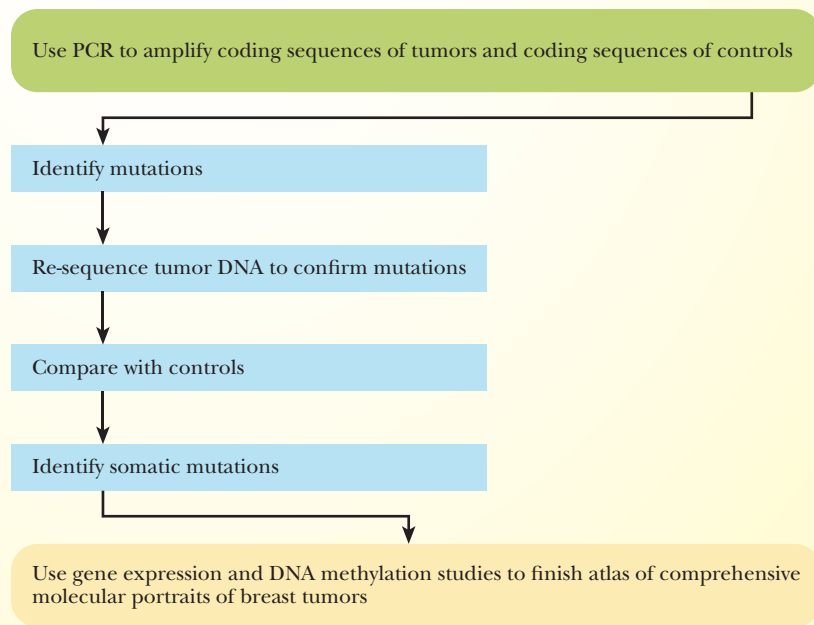 Use PCR to amplify coding sequences of tumors and coding sequences of controls
Identify mutations
Re-sequence tumor DNA to confirm mutations
Compare with controls
Identify somatic mutations
Use gene expression and DNA methylation studies to finish atlas of comprehensive
molecular portraits of breast tumors